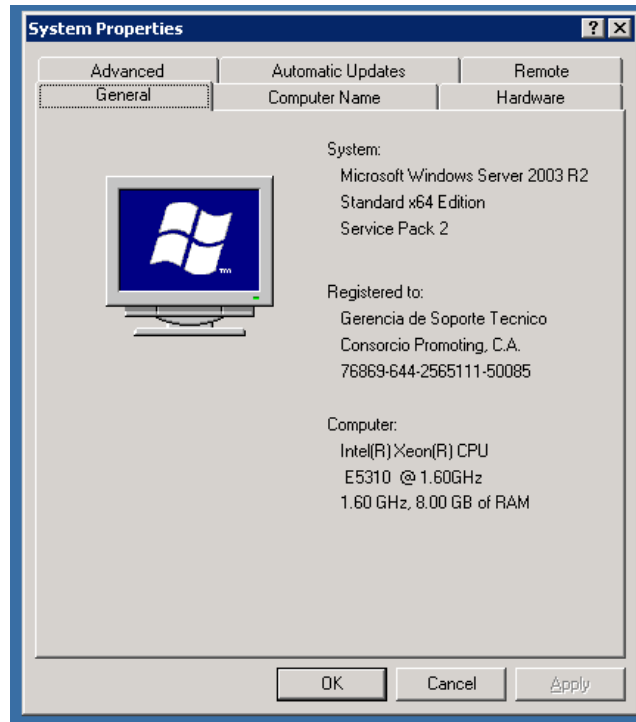 System Properties
Advanced Automatic Updates Remote
General Computer Name Hardware
System:
Microsoft Windows Server 2003 R2
Standard x64 Edition
Service Pack 2
TM
Registered to:
Gerencia de Soporte Tecnico
Consorcio Promoting, C.A.
76869-644-2565111-50085
Computer:
Intel(R) Xeon(R) CPU
E5310 @ 1.60GHz
1.60 GHz, 8.00 GB of RAM
OK Cancel Apply